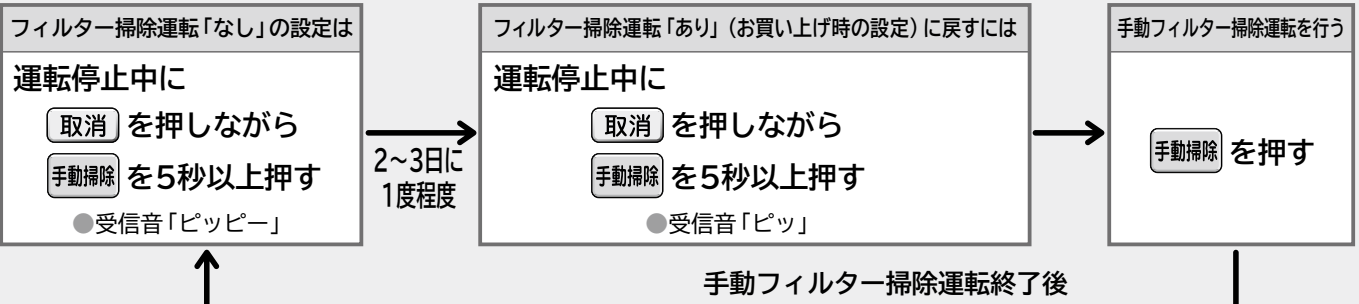 フィルター掃除運転「なし」の設定は
運転停止中に
取消 を押しながら
手動掃除 を5秒以上押す
●受信音「ピッピー」
2～3日に
1度程度
フィルター掃除運転「あり」(お買い上げ時の設定)に戻すには
運転停止中に
取消 を押しながら
手動掃除 を5秒以上押す
●受信音「ピッ」
手動フィルター掃除運転を行う
手動掃除 を押す
手動フィルター掃除運転終了後